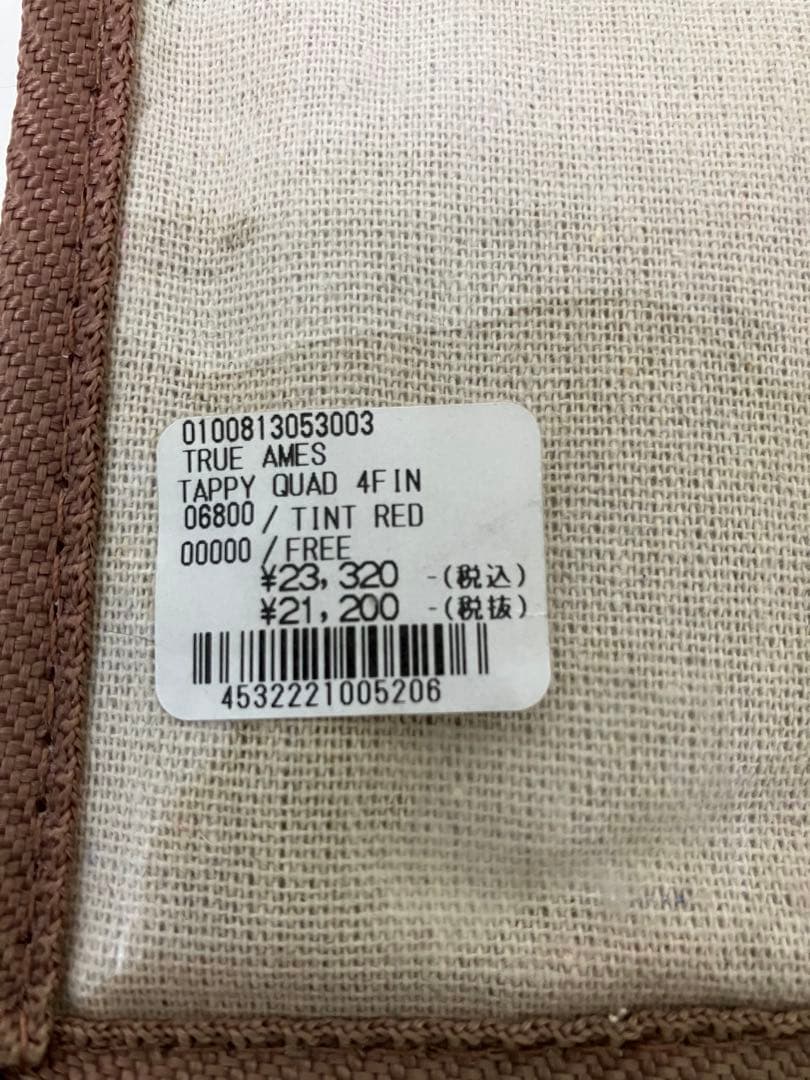 0100813053003
TRUE AMES
TAPPY QUAD 4FIN
06800 / TINT RED
00000 / FREE
¥23,320 -(税込)
¥21,200 -(税抜)
4532221005206